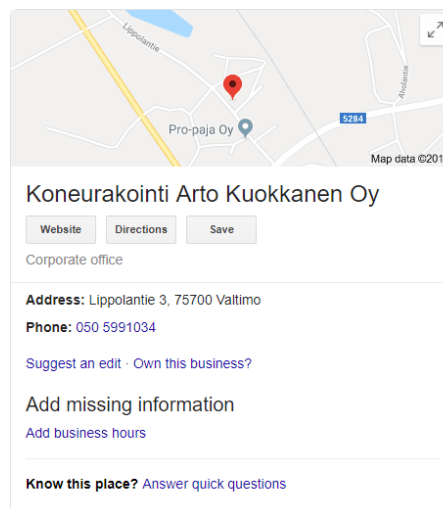 Lippolantie
Aholantie
5284
Pro-paja Oy
Map data ©201
Koneurakointi Arto Kuokkanen Oy
Website Directions Save
Corporate office
Address: Lippolantie 3, 75700 Valtimo
Phone: 050 5991034
Suggest an edit · Own this business?
Add missing information
Add business hours
Know this place? Answer quick questions